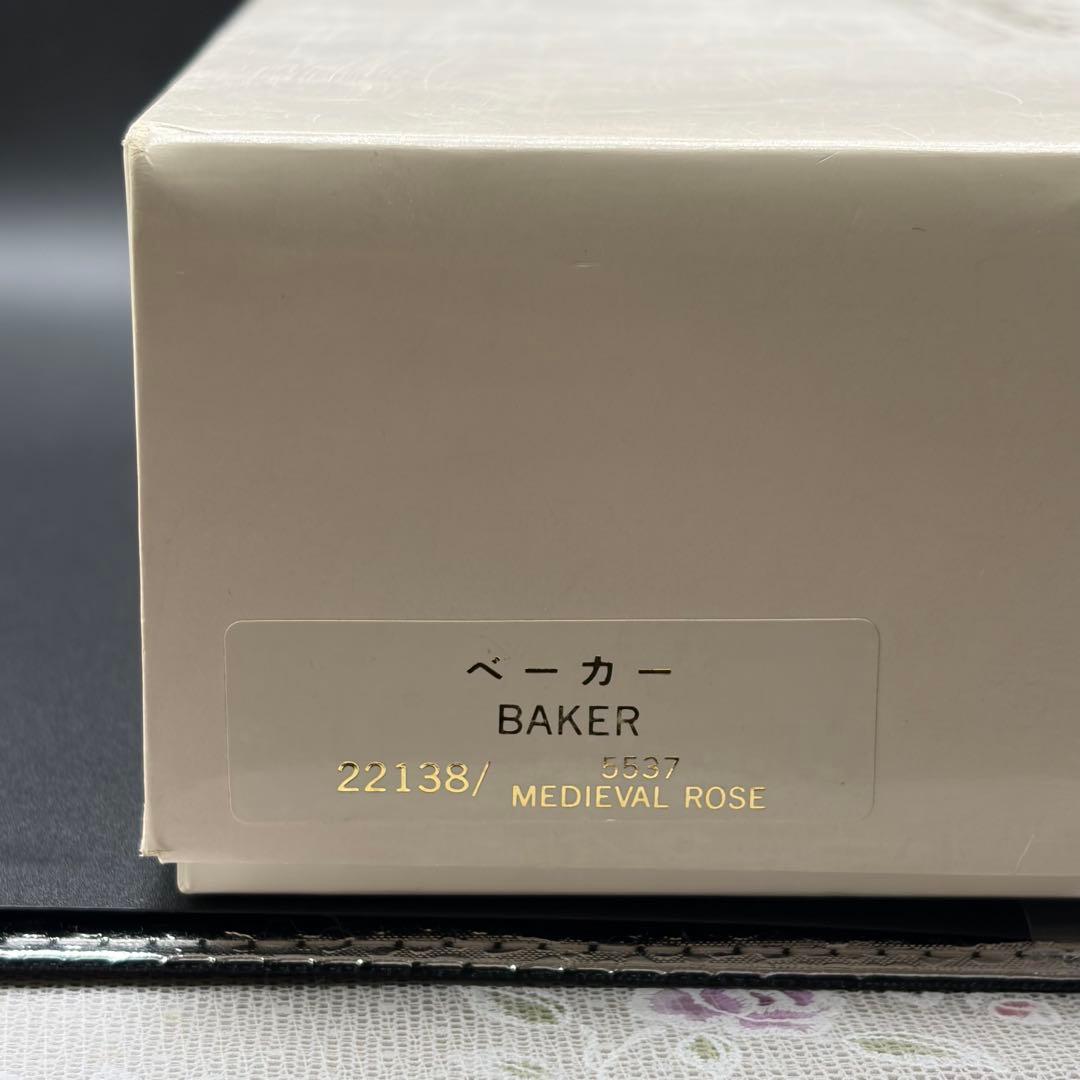 ベーカー
BAKER
22138/ 5537
MEDIEVAL ROSE